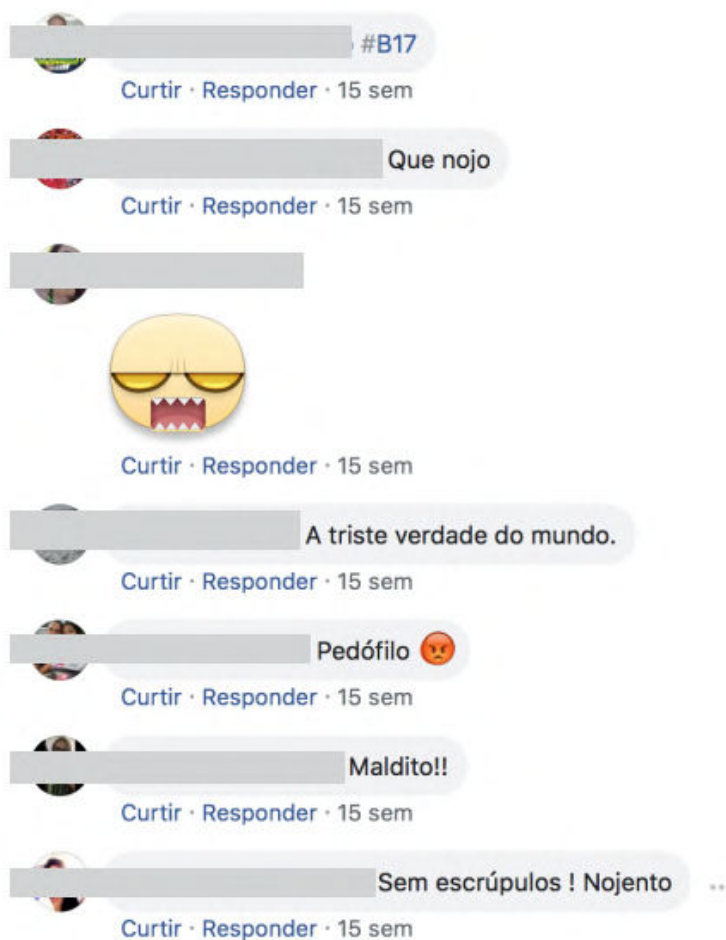 #B17
Curtir · Responder · 15 sem
Que nojo
Curtir · Responder · 15 sem
Curtir · Responder · 15 sem
A triste verdade do mundo.
Curtir · Responder · 15 sem
Pedófilo 😡
Curtir · Responder · 15 sem
Maldito!!
Curtir · Responder · 15 sem
Sem escrúpulos ! Nojento
Curtir · Responder · 15 sem